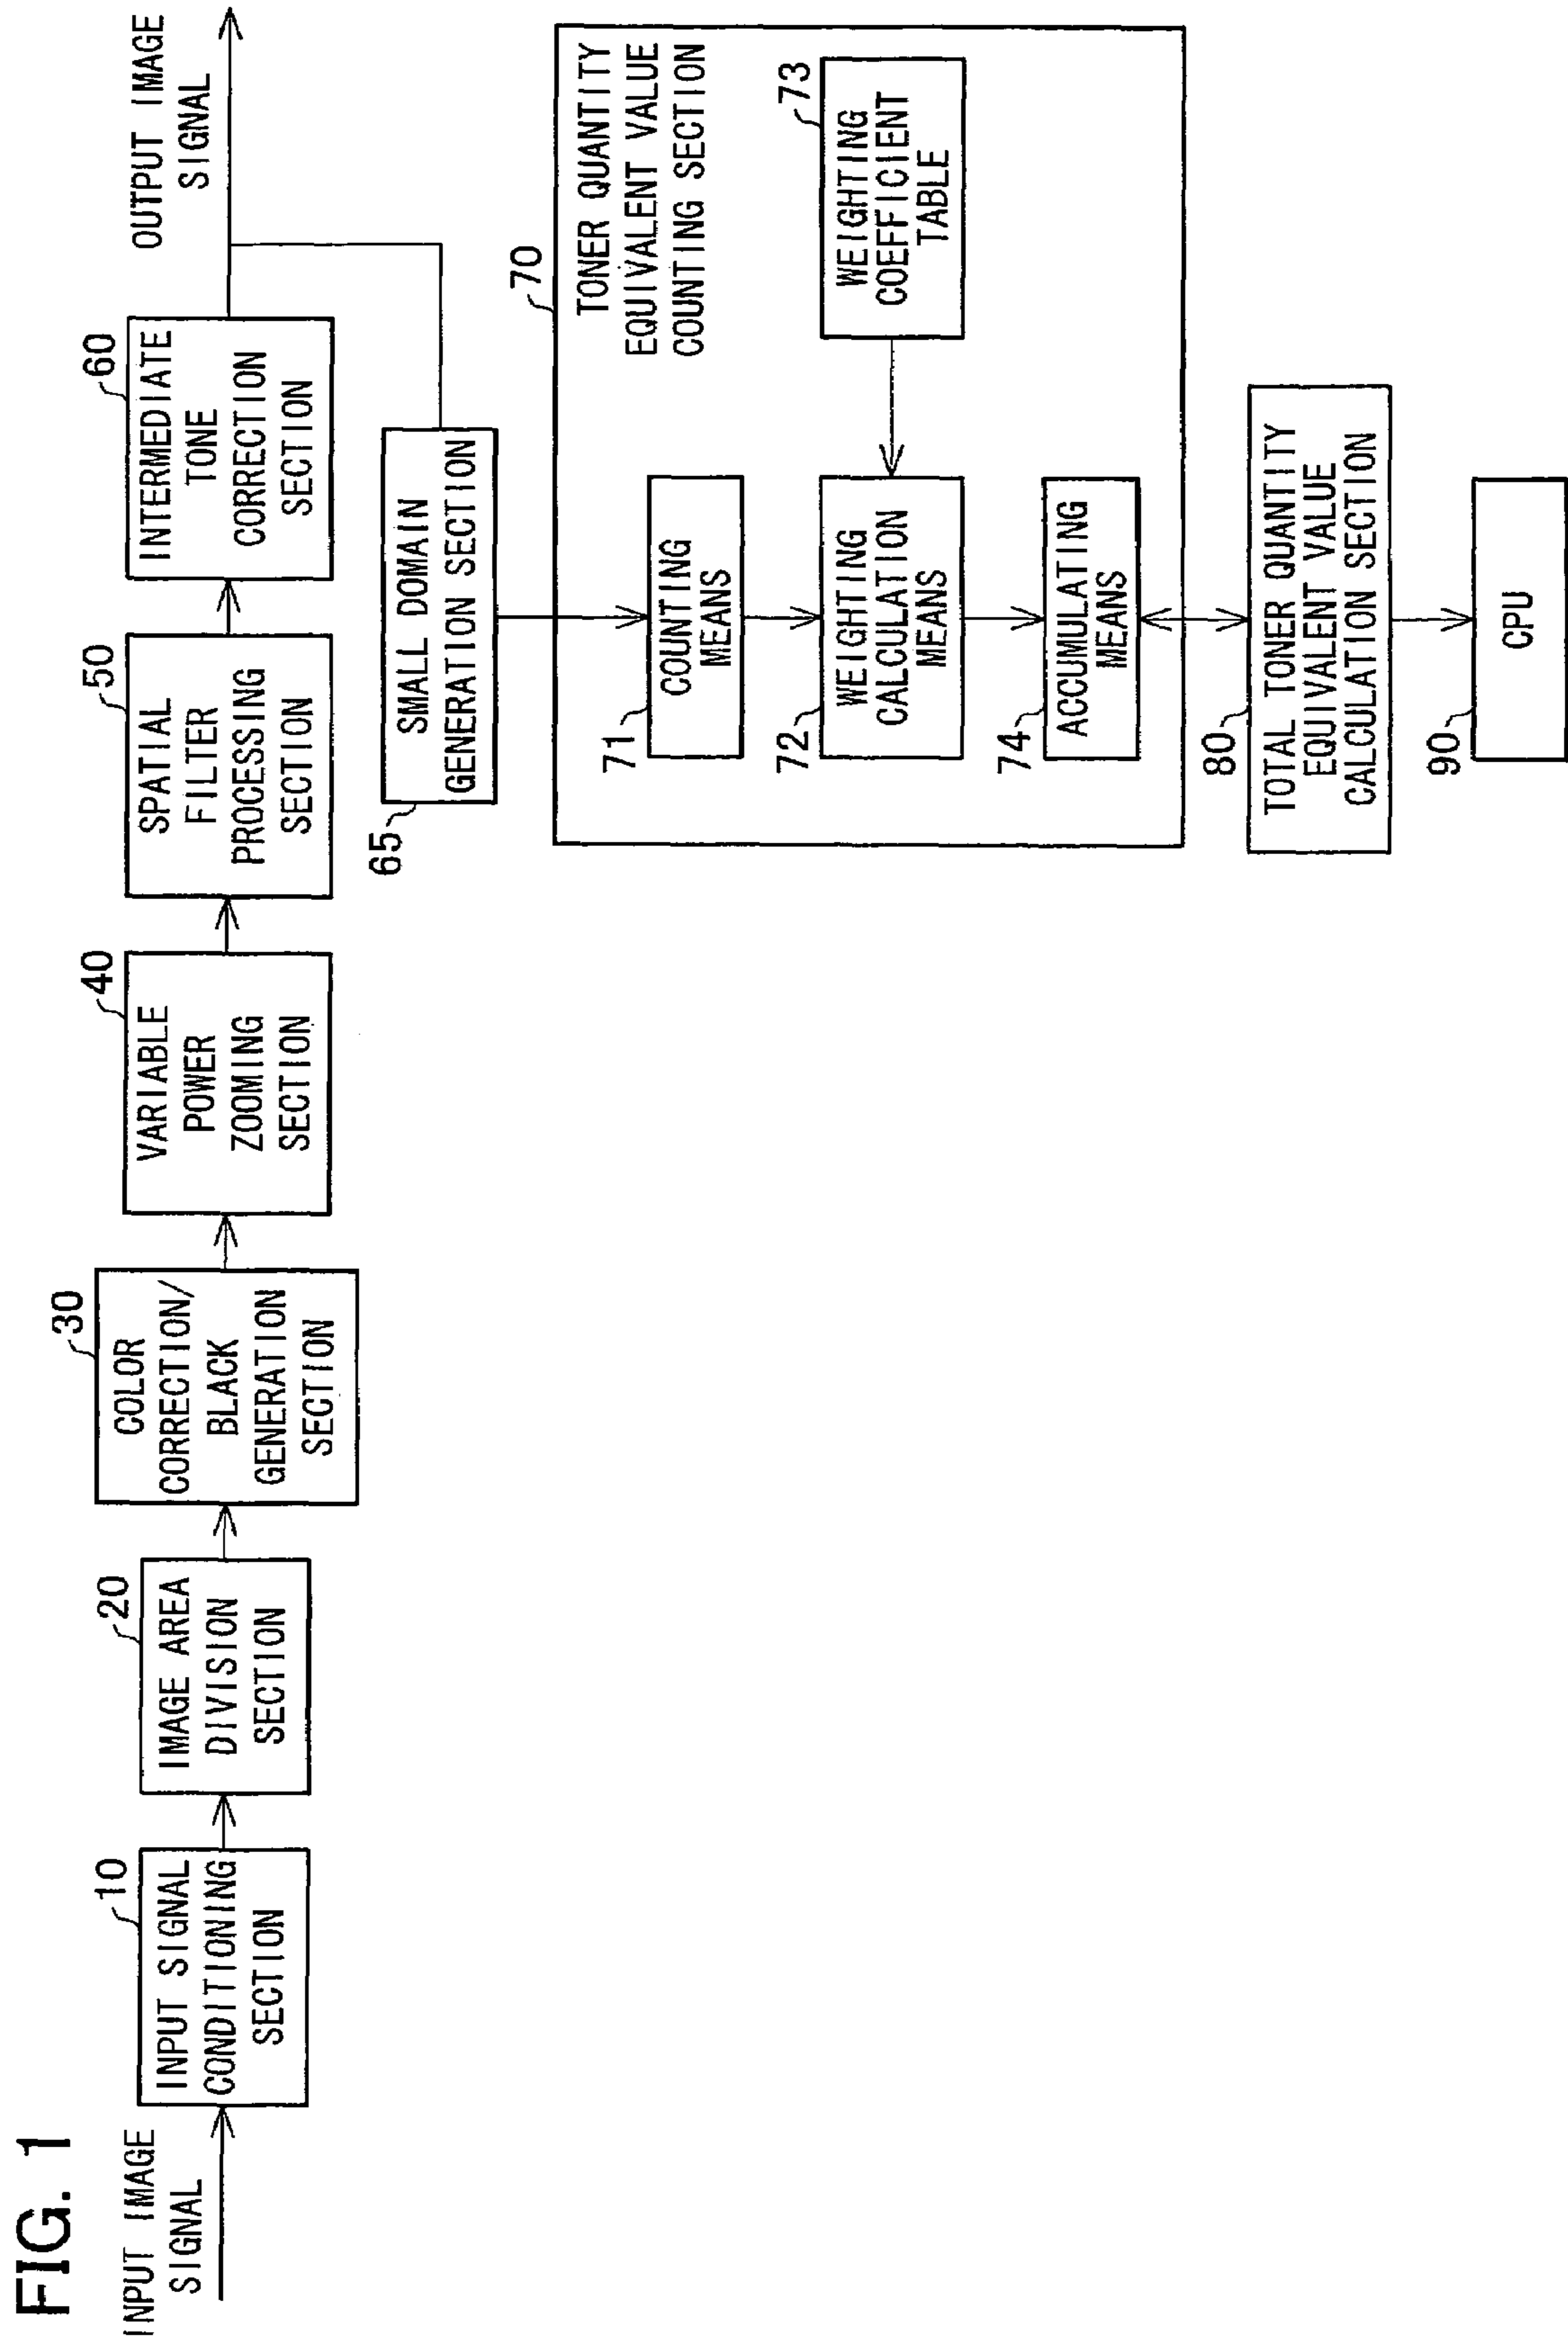 FIG. 1
INPUT IMAGE
SIGNAL
10
INPUT SIGNAL
CONDITIONING
SECTION
20
IMAGE AREA
DIVISION
SECTION
30
COLOR
CORRECTION/
BLACK
GENERATION
SECTION
40
VARIABLE
POWER
ZOOMING
SECTION
50
SPATIAL
FILTER
PROCESSING
SECTION
60
INTERMEDIATE
TONE
CORRECTION
SECTION
OUTPUT IMAGE
SIGNAL
65
SMALL DOMAIN
GENERATION SECTION
70
TONER QUANTITY
EQUIVALENT VALUE
COUNTING SECTION
71
COUNTING
MEANS
72
WEIGHTING
CALCULATION
MEANS
73
WEIGHTING
COEFFICIENT
TABLE
74
ACCUMULATING
MEANS
80
TOTAL TONER QUANTITY
EQUIVALENT VALUE
CALCULATION SECTION
90
CPU